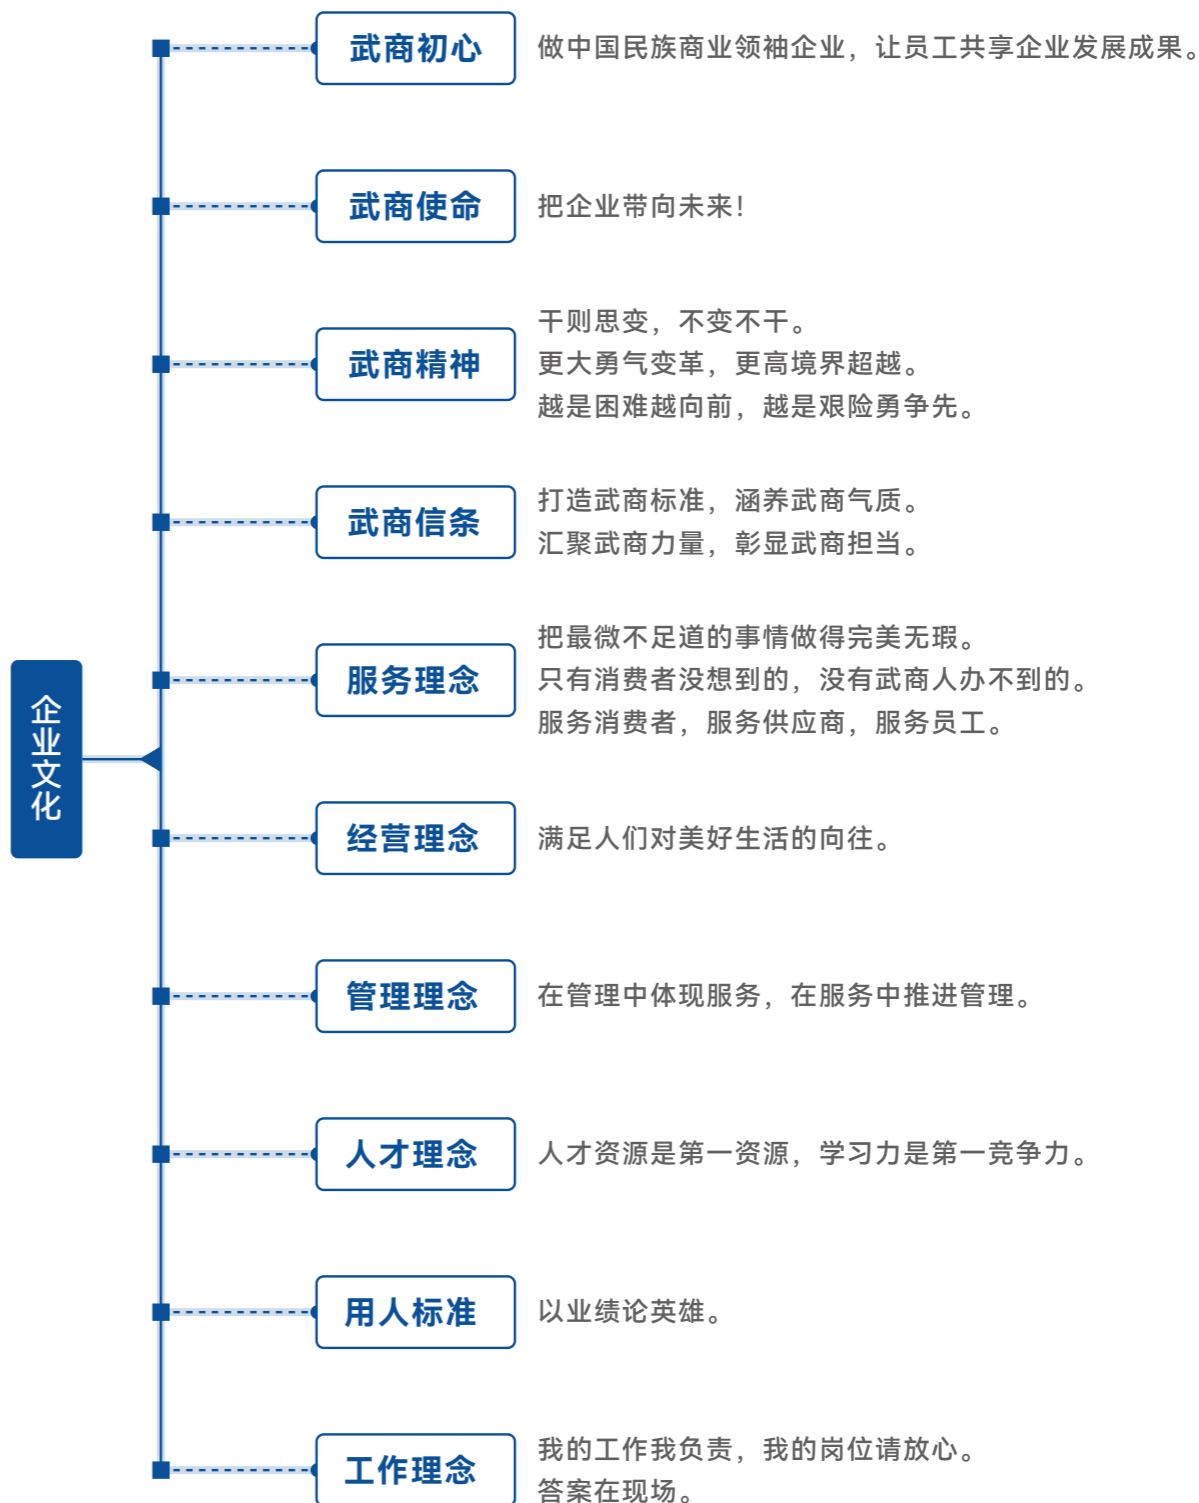 武商初心
做中国民族商业领袖企业，让员工共享企业发展成果。
武商使命
把企业带向未来！
武商精神
干则思变，不变不干。
更大勇气变革，更高境界超越。
越是困难越向前，越是艰险勇争先。
武商信条
打造武商标准，涵养武商气质。
汇聚武商力量，彰显武商担当。
企业文化
服务理念
把最微不足道的事情做得完美无瑕。
只有消费者没想到的，没有武商人办不到的。
服务消费者，服务供应商，服务员工。
经营理念
满足人们对美好生活的向往。
管理理念
在管理中体现服务，在服务中推进管理。
人才理念
人才资源是第一资源，学习力是第一竞争力。
用人标准
以业绩论英雄。
工作理念
我的工作我负责，我的岗位请放心。
答案在现场。